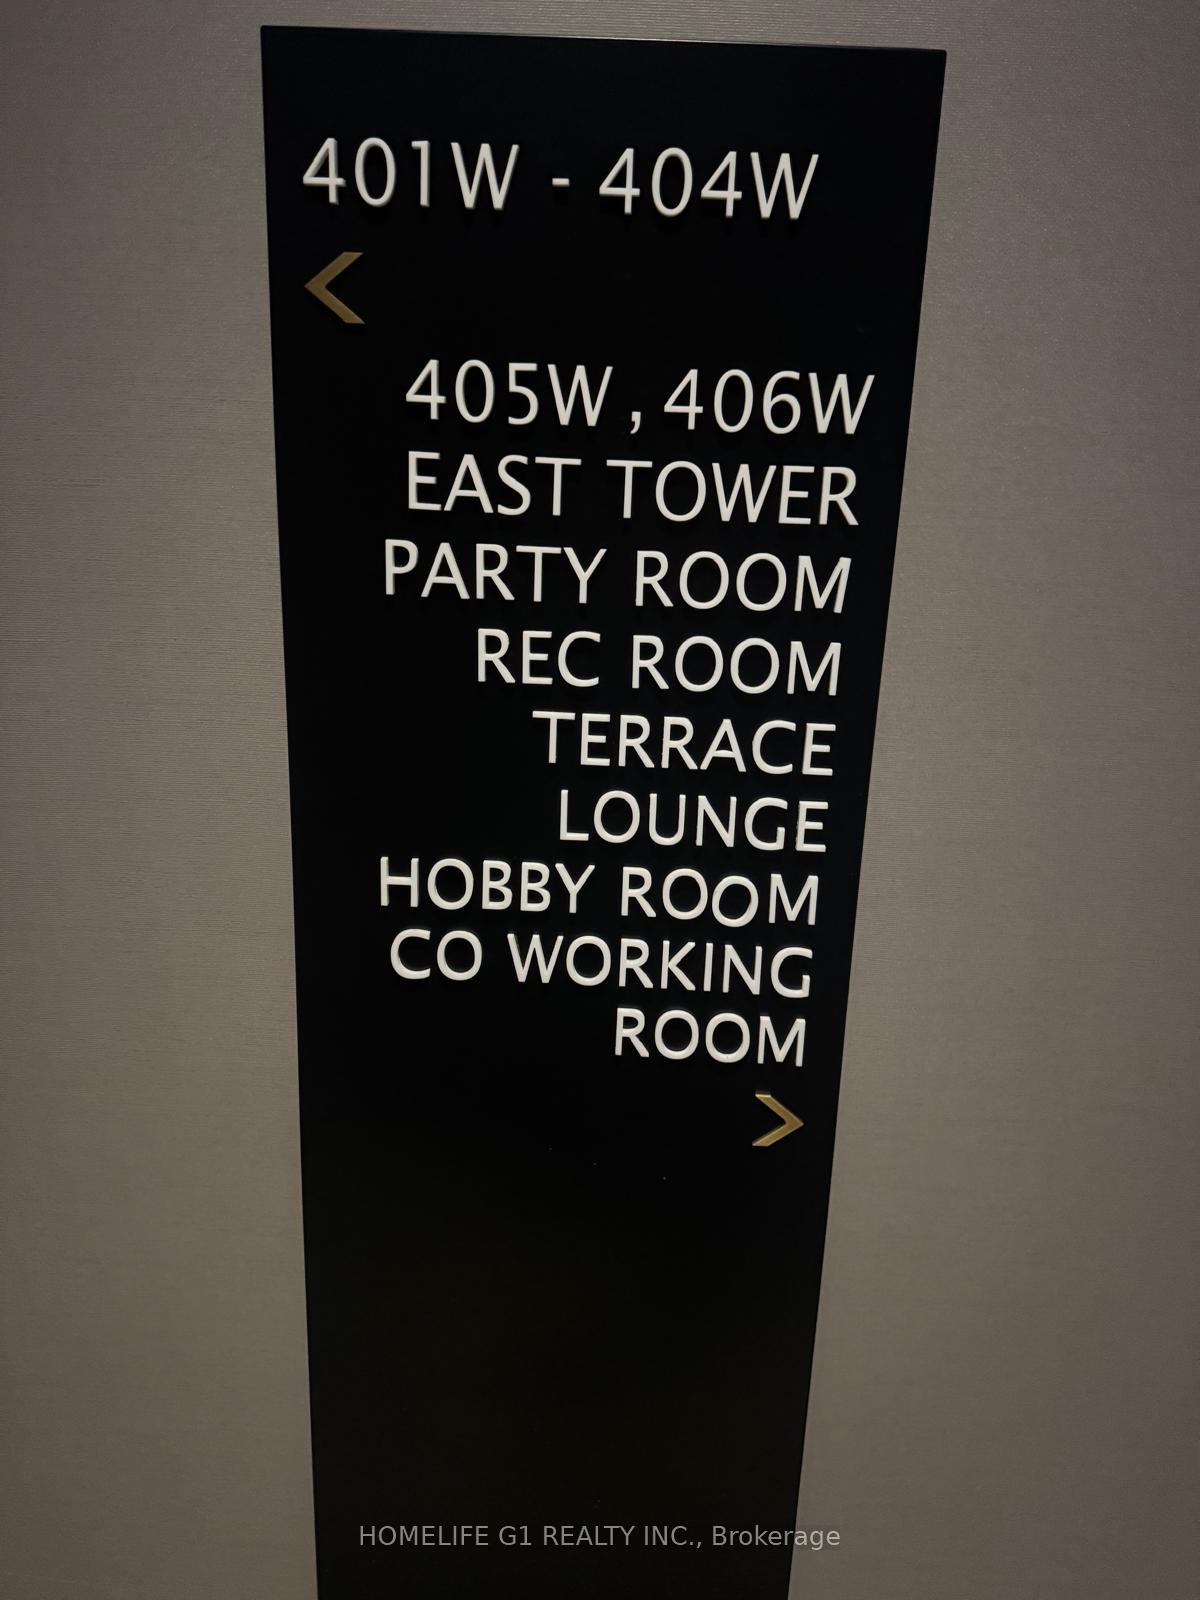 401W - 404W
405W, 406W
EAST TOWER
PARTY ROOM
REC ROOM
TERRACE
LOUNGE
HOBBY ROOM
CO WORKING
ROOM
HOMELIFE G1 REALTY INC., Brokerage